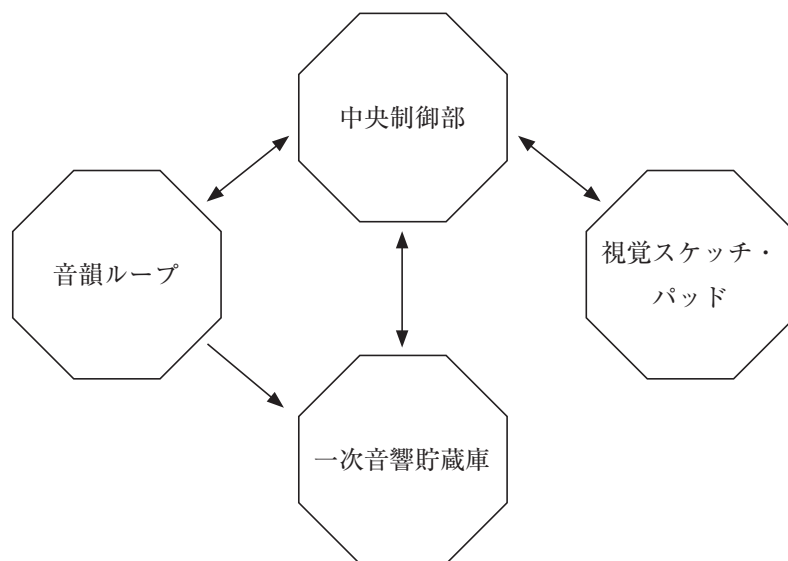 中央制御部
音韻ループ
視覚スケッチ・
パッド
一次音響貯蔵庫